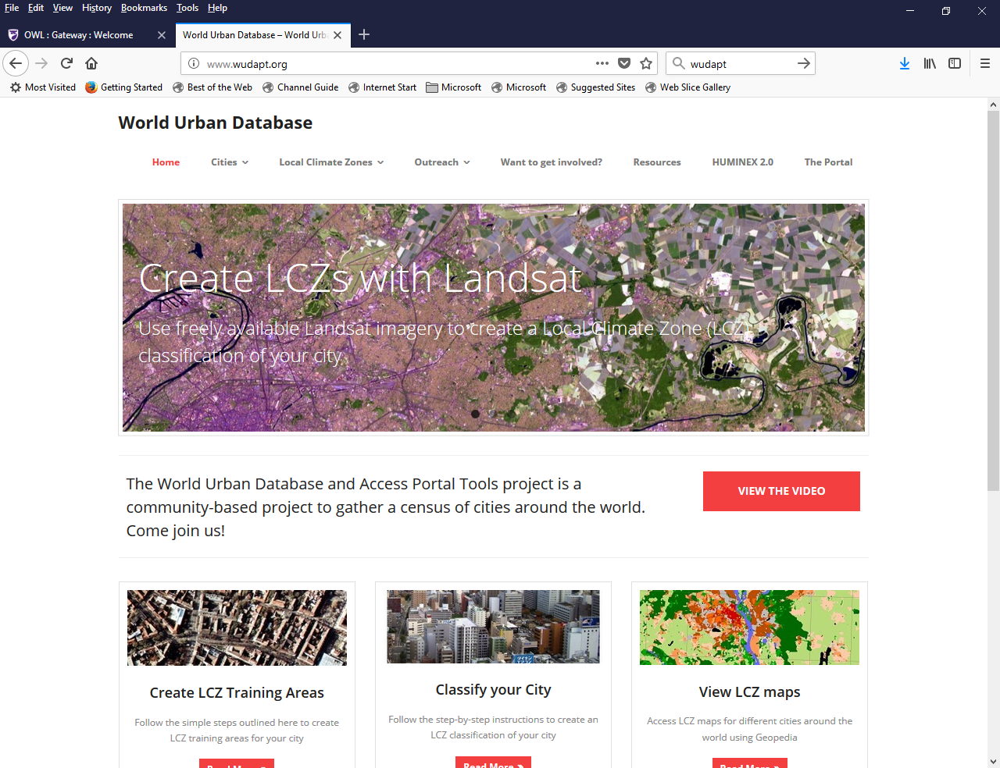 File Edit View History Bookmarks Tools Help
OWL : Gateway : Welcome
World Urban Database – World Urb
www.wudapt.org
wudapt
Most Visited Getting Started Best of the Web Channel Guide Internet Start Microsoft Microsoft Suggested Sites Web Slice Gallery
World Urban Database
Home Cities Local Climate Zones Outreach Want to get involved? Resources HUMINEX 2.0 The Portal
Create LCZs with Landsat
Use freely available Landsat imagery to create a Local Climate Zone (LCZ)
classification of your city.
The World Urban Database and Access Portal Tools project is a
community-based project to gather a census of cities around the world.
Come join us!
VIEW THE VIDEO
Create LCZ Training Areas
Follow the simple steps outlined here to create
LCZ training areas for your city
Read More »
Classify your City
Follow the step-by-step instructions to create an
LCZ classification of your city
Read More »
View LCZ maps
Access LCZ maps for different cities around the
world using Geopedia
Read More »